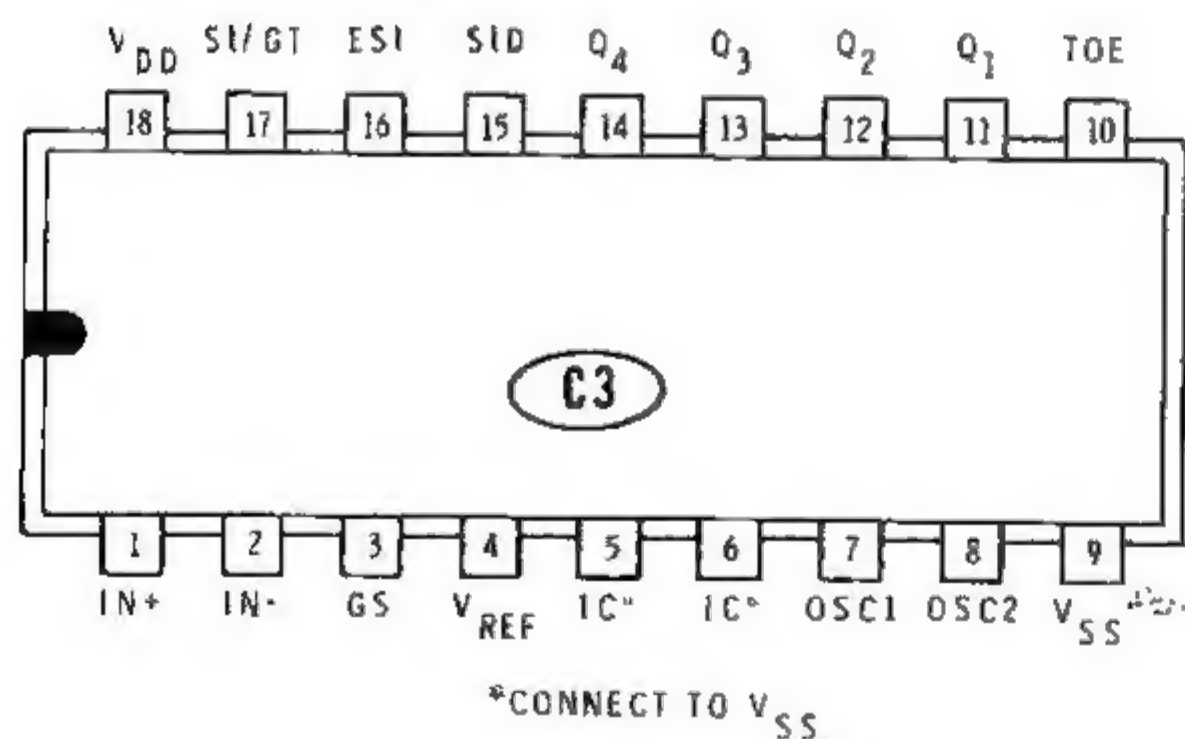 VDD SI/GT ESI SID Q4 Q3 Q2 Q1 TOE
18 17 16 15 14 13 12 11 10
C3
1 2 3 4 5 6 7 8 9
IN+ IN- GS VREF IC* IC* OSC1 OSC2 VSS
*CONNECT TO VSS